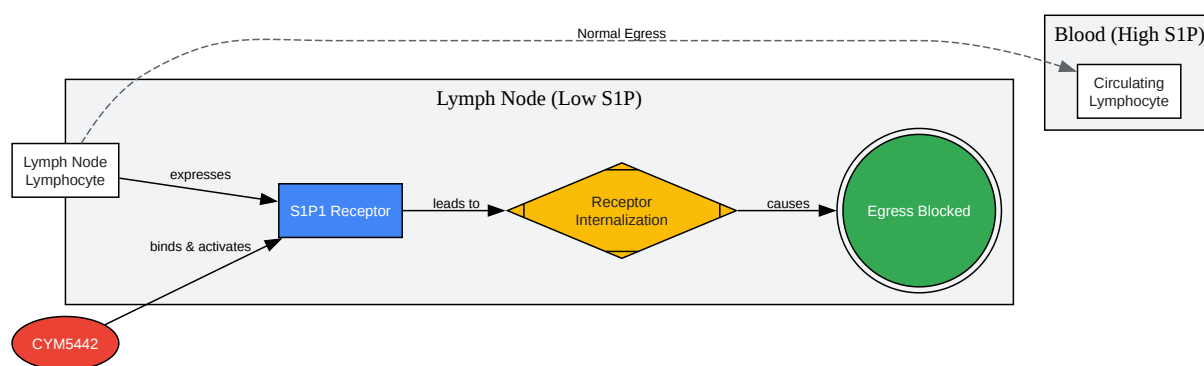 Normal Egress
Blood (High S1P)
Circulating
Lymphocyte
Lymph Node (Low S1P)
Lymph Node
Lymphocyte
expresses
S1P1 Receptor
leads to
Receptor
Internalization
causes
Egress Blocked
binds & activates
CYM5442